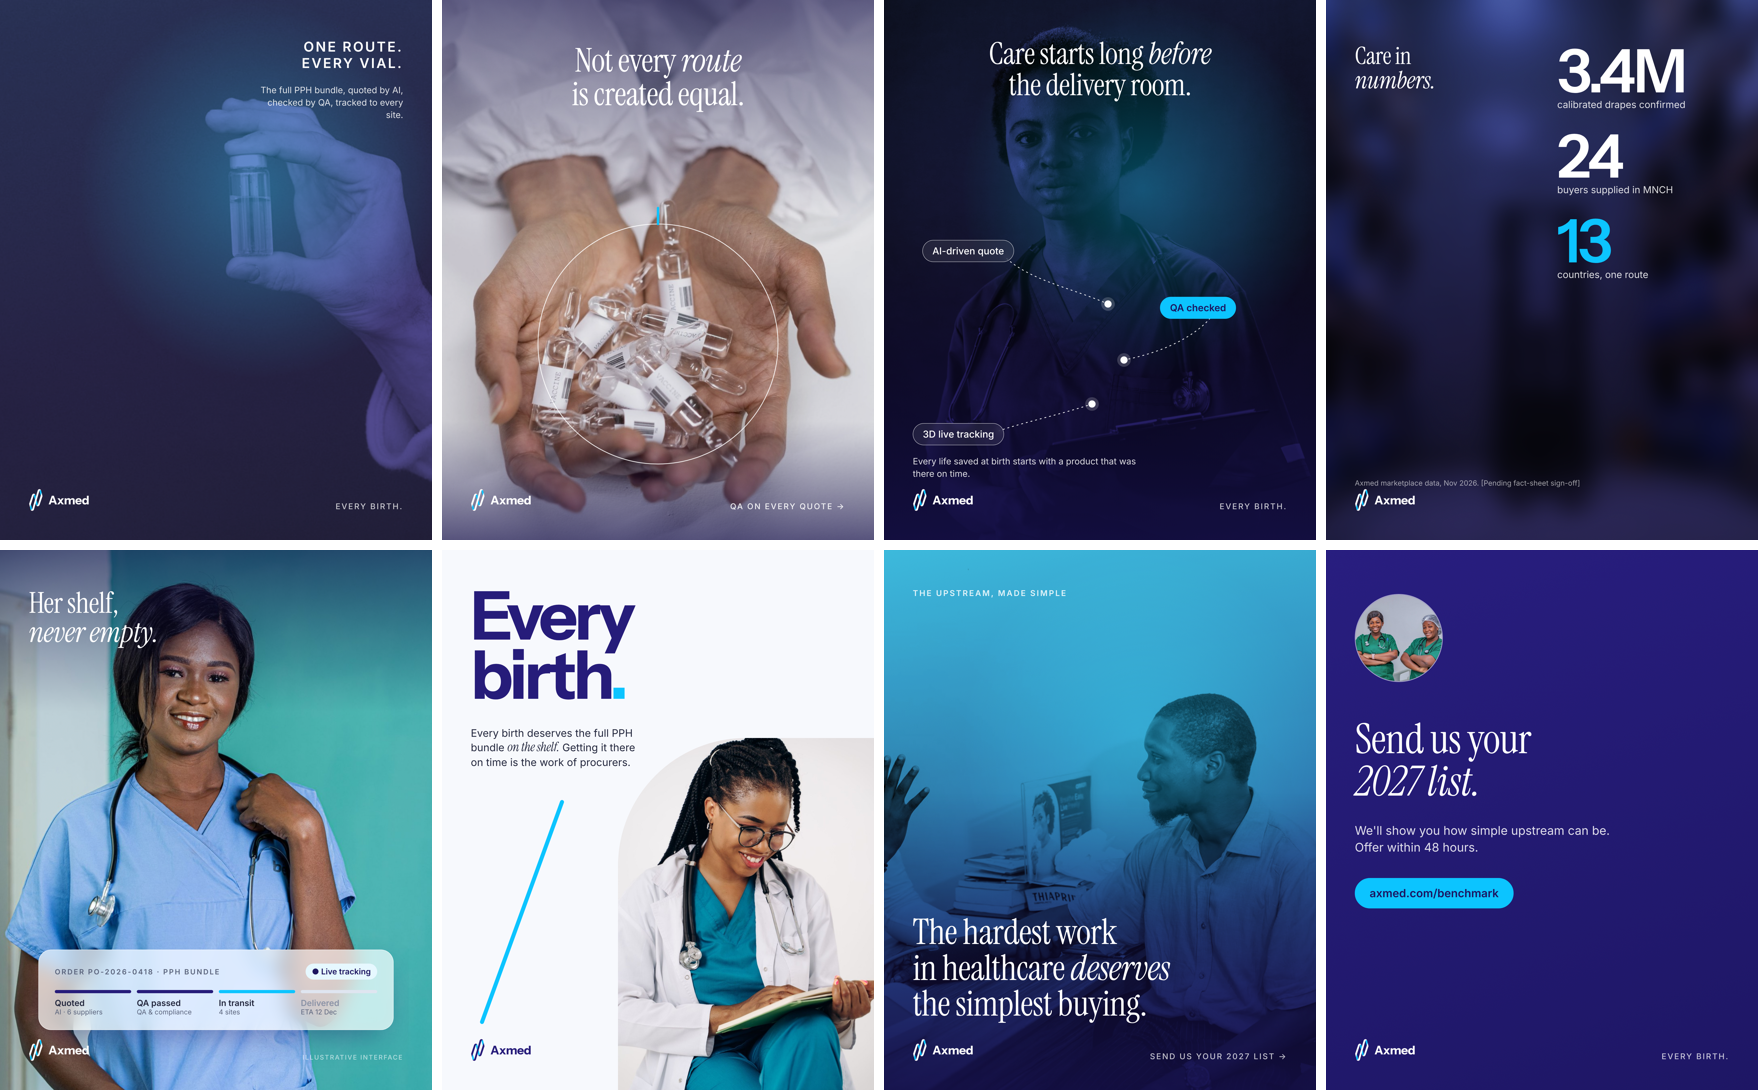 ONE ROUTE.
EVERY VIAL.
The full PPH bundle, quoted by AI,
checked by QA, tracked to every
site.
Axmed
EVERY BIRTH.
Not every route
is created equal.
VACCINE
VACCINE
Axmed
QA ON EVERY QUOTE →
Care starts long before
the delivery room.
AI-driven quote
QA checked
3D live tracking
Every life saved at birth starts with a product that was
there on time.
Axmed
EVERY BIRTH.
Care in
numbers.
3.4M
calibrated drapes confirmed
24
buyers supplied in MNCH
13
countries, one route
Axmed marketplace data, Nov 2026. [Pending fact-sheet sign-off]
Axmed
Her shelf,
never empty.
ORDER PO-2026-0418 · PPH BUNDLE
Live tracking
Quoted
AI · 6 suppliers
QA passed
QA & compliance
In transit
4 sites
Delivered
ETA 12 Dec
Axmed
ILLUSTRATIVE INTERFACE
Every
birth.
Every birth deserves the full PPH
bundle on the shelf. Getting it there
on time is the work of procurers.
Axmed
THE UPSTREAM, MADE SIMPLE
The hardest work
in healthcare deserves
the simplest buying.
Axmed
SEND US YOUR 2027 LIST →
Send us your
2027 list.
We'll show you how simple upstream can be.
Offer within 48 hours.
axmed.com/benchmark
Axmed
EVERY BIRTH.